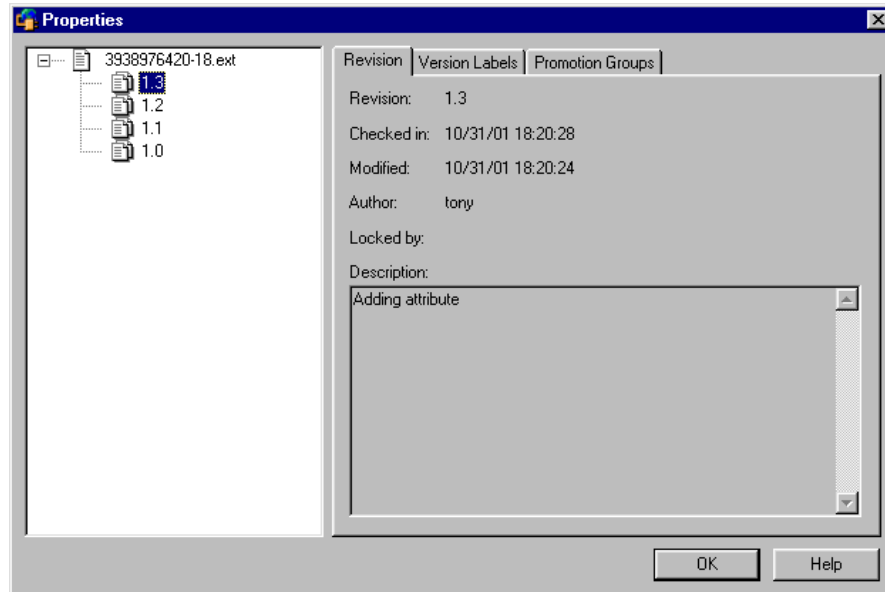 Properties
3938976420-18.ext
1.3
1.2
1.1
1.0
Revision Version Labels Promotion Groups
Revision: 1.3
Checked in: 10/31/01 18:20:28
Modified: 10/31/01 18:20:24
Author: tony
Locked by:
Description:
Adding attribute
OK Help